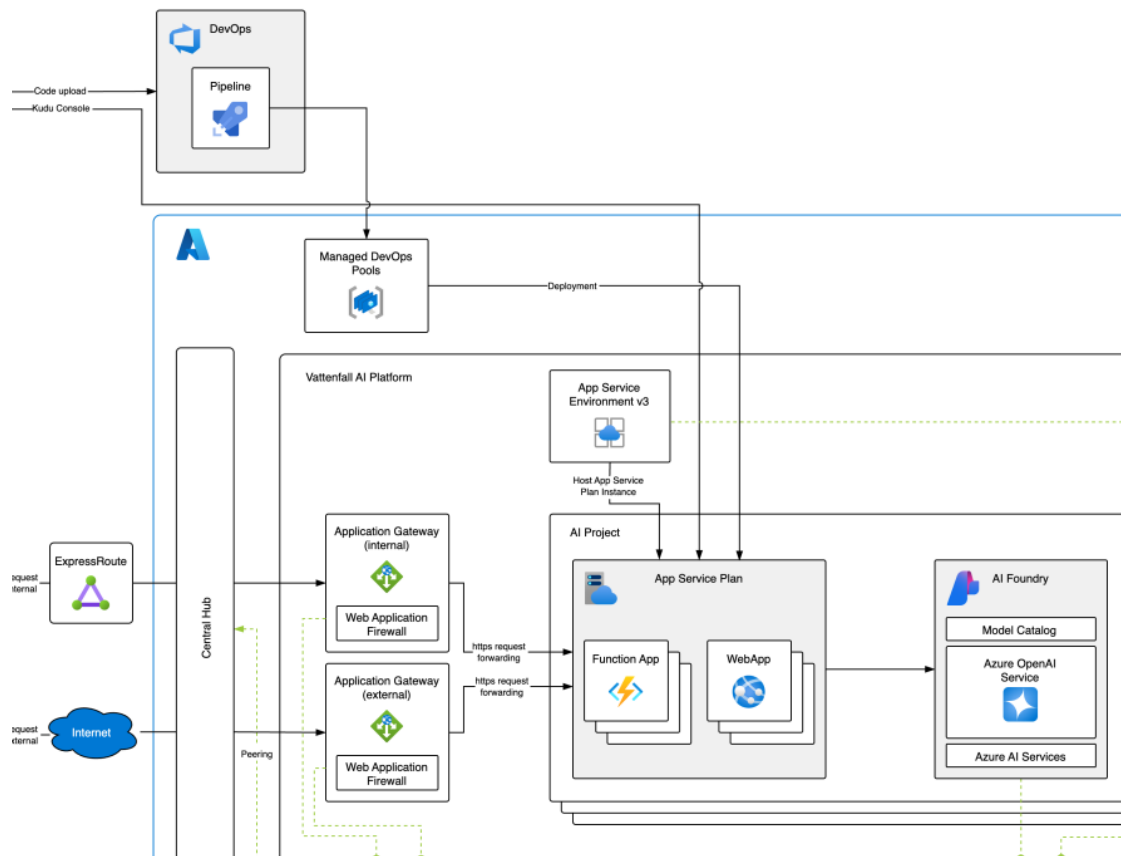 DevOps
Pipeline
Code upload
Kudu Console
Managed DevOps
Pools
Deployment
Vattenfall AI Platform
App Service
Environment v3
Host App Service
Plan Instance
AI Project
Application Gateway
(internal)
Web Application
Firewall
ExpressRoute
Central Hub
https request
forwarding
App Service Plan
Function App
WebApp
AI Foundry
Model Catalog
Azure OpenAI
Service
Azure AI Services
https request
forwarding
Application Gateway
(external)
Web Application
Firewall
Internet
Peering